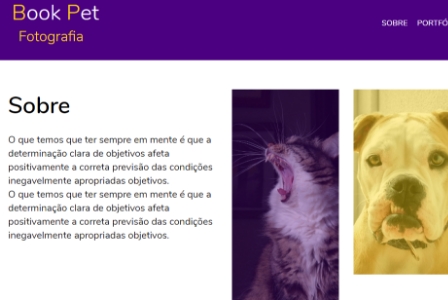 Book Pet
Fotografia
SOBRE PORTFÓ
Sobre
O que temos que ter sempre em mente é que a
determinação clara de objetivos afeta
positivamente a correta previsão das condições
inegavelmente apropriadas objetivos.
O que temos que ter sempre em mente é que a
determinação clara de objetivos afeta
positivamente a correta previsão das condições
inegavelmente apropriadas objetivos.